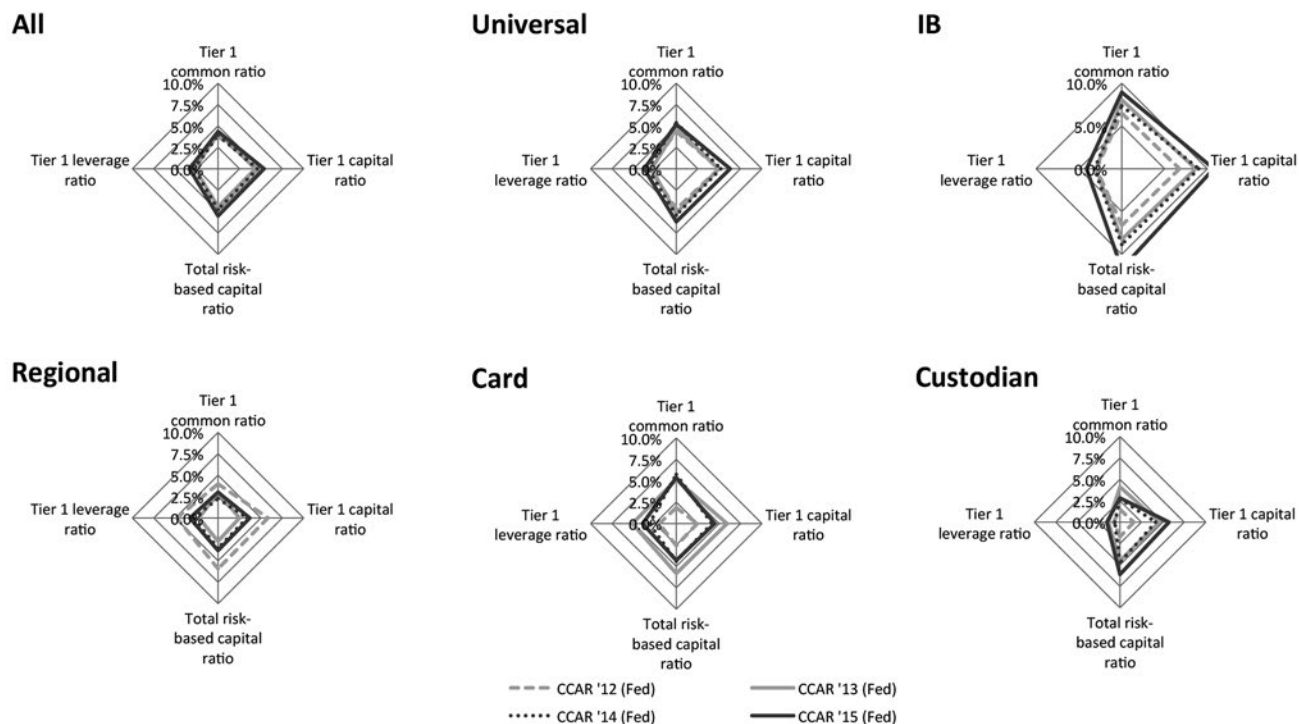 All
Tier 1
common ratio
10.0%
7.5%
5.0%
2.5%
0.0%
Tier 1 leverage
ratio
Tier 1 capital
ratio
Total risk-
based capital
ratio
Universal
Tier 1
common ratio
10.0%
7.5%
5.0%
2.5%
0.0%
Tier 1
leverage ratio
Tier 1 capital
ratio
Total risk-
based capital
ratio
IB
Tier 1
common ratio
10.0%
5.0%
0.0%
Tier 1
leverage ratio
Tier 1 capital
ratio
Total risk-
based capital
ratio
Regional
Tier 1
common ratio
10.0%
7.5%
5.0%
2.5%
0.0%
Tier 1 leverage
ratio
Tier 1 capital
ratio
Total risk-
based capital
ratio
Card
Tier 1
common ratio
10.0%
7.5%
5.0%
2.5%
0.0%
Tier 1
leverage ratio
Tier 1 capital
ratio
Total risk-
based capital
ratio
Custodian
Tier 1
common ratio
10.0%
7.5%
5.0%
2.5%
0.0%
Tier 1
leverage ratio
Tier 1 capital
ratio
Total risk-
based capital
ratio
CCAR '12 (Fed)
CCAR '13 (Fed)
CCAR '14 (Fed)
CCAR '15 (Fed)